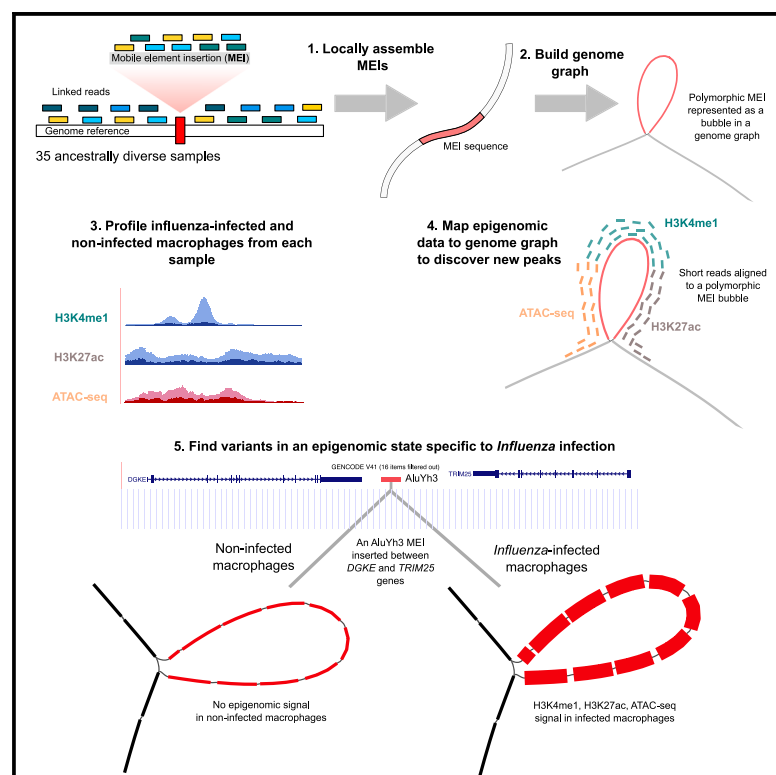 Mobile element insertion (MEI)
Linked reads
Genome reference
35 ancestrally diverse samples
1. Locally assemble
MEIs
MEI sequence
2. Build genome
graph
Polymorphic MEI
represented as a
bubble in a
genome graph
3. Profile influenza-infected and
non-infected macrophages from each
sample
H3K4me1
H3K27ac
ATAC-seq
4. Map epigenomic
data to genome graph
to discover new peaks
H3K4me1
Short reads aligned
to a polymorphic
MEI bubble
ATAC-seq
H3K27ac
5. Find variants in an epigenomic state specific to Influenza infection
GENCODE V41 (16 items filtered out)
DGKE
AluYh3
TRIM25
Non-infected
macrophages
An AluYh3 MEI
inserted between
DGKE and TRIM25
genes
Influenza-infected
macrophages
No epigenomic signal
in non-infected macrophages
H3K4me1, H3K27ac, ATAC-seq
signal in infected macrophages